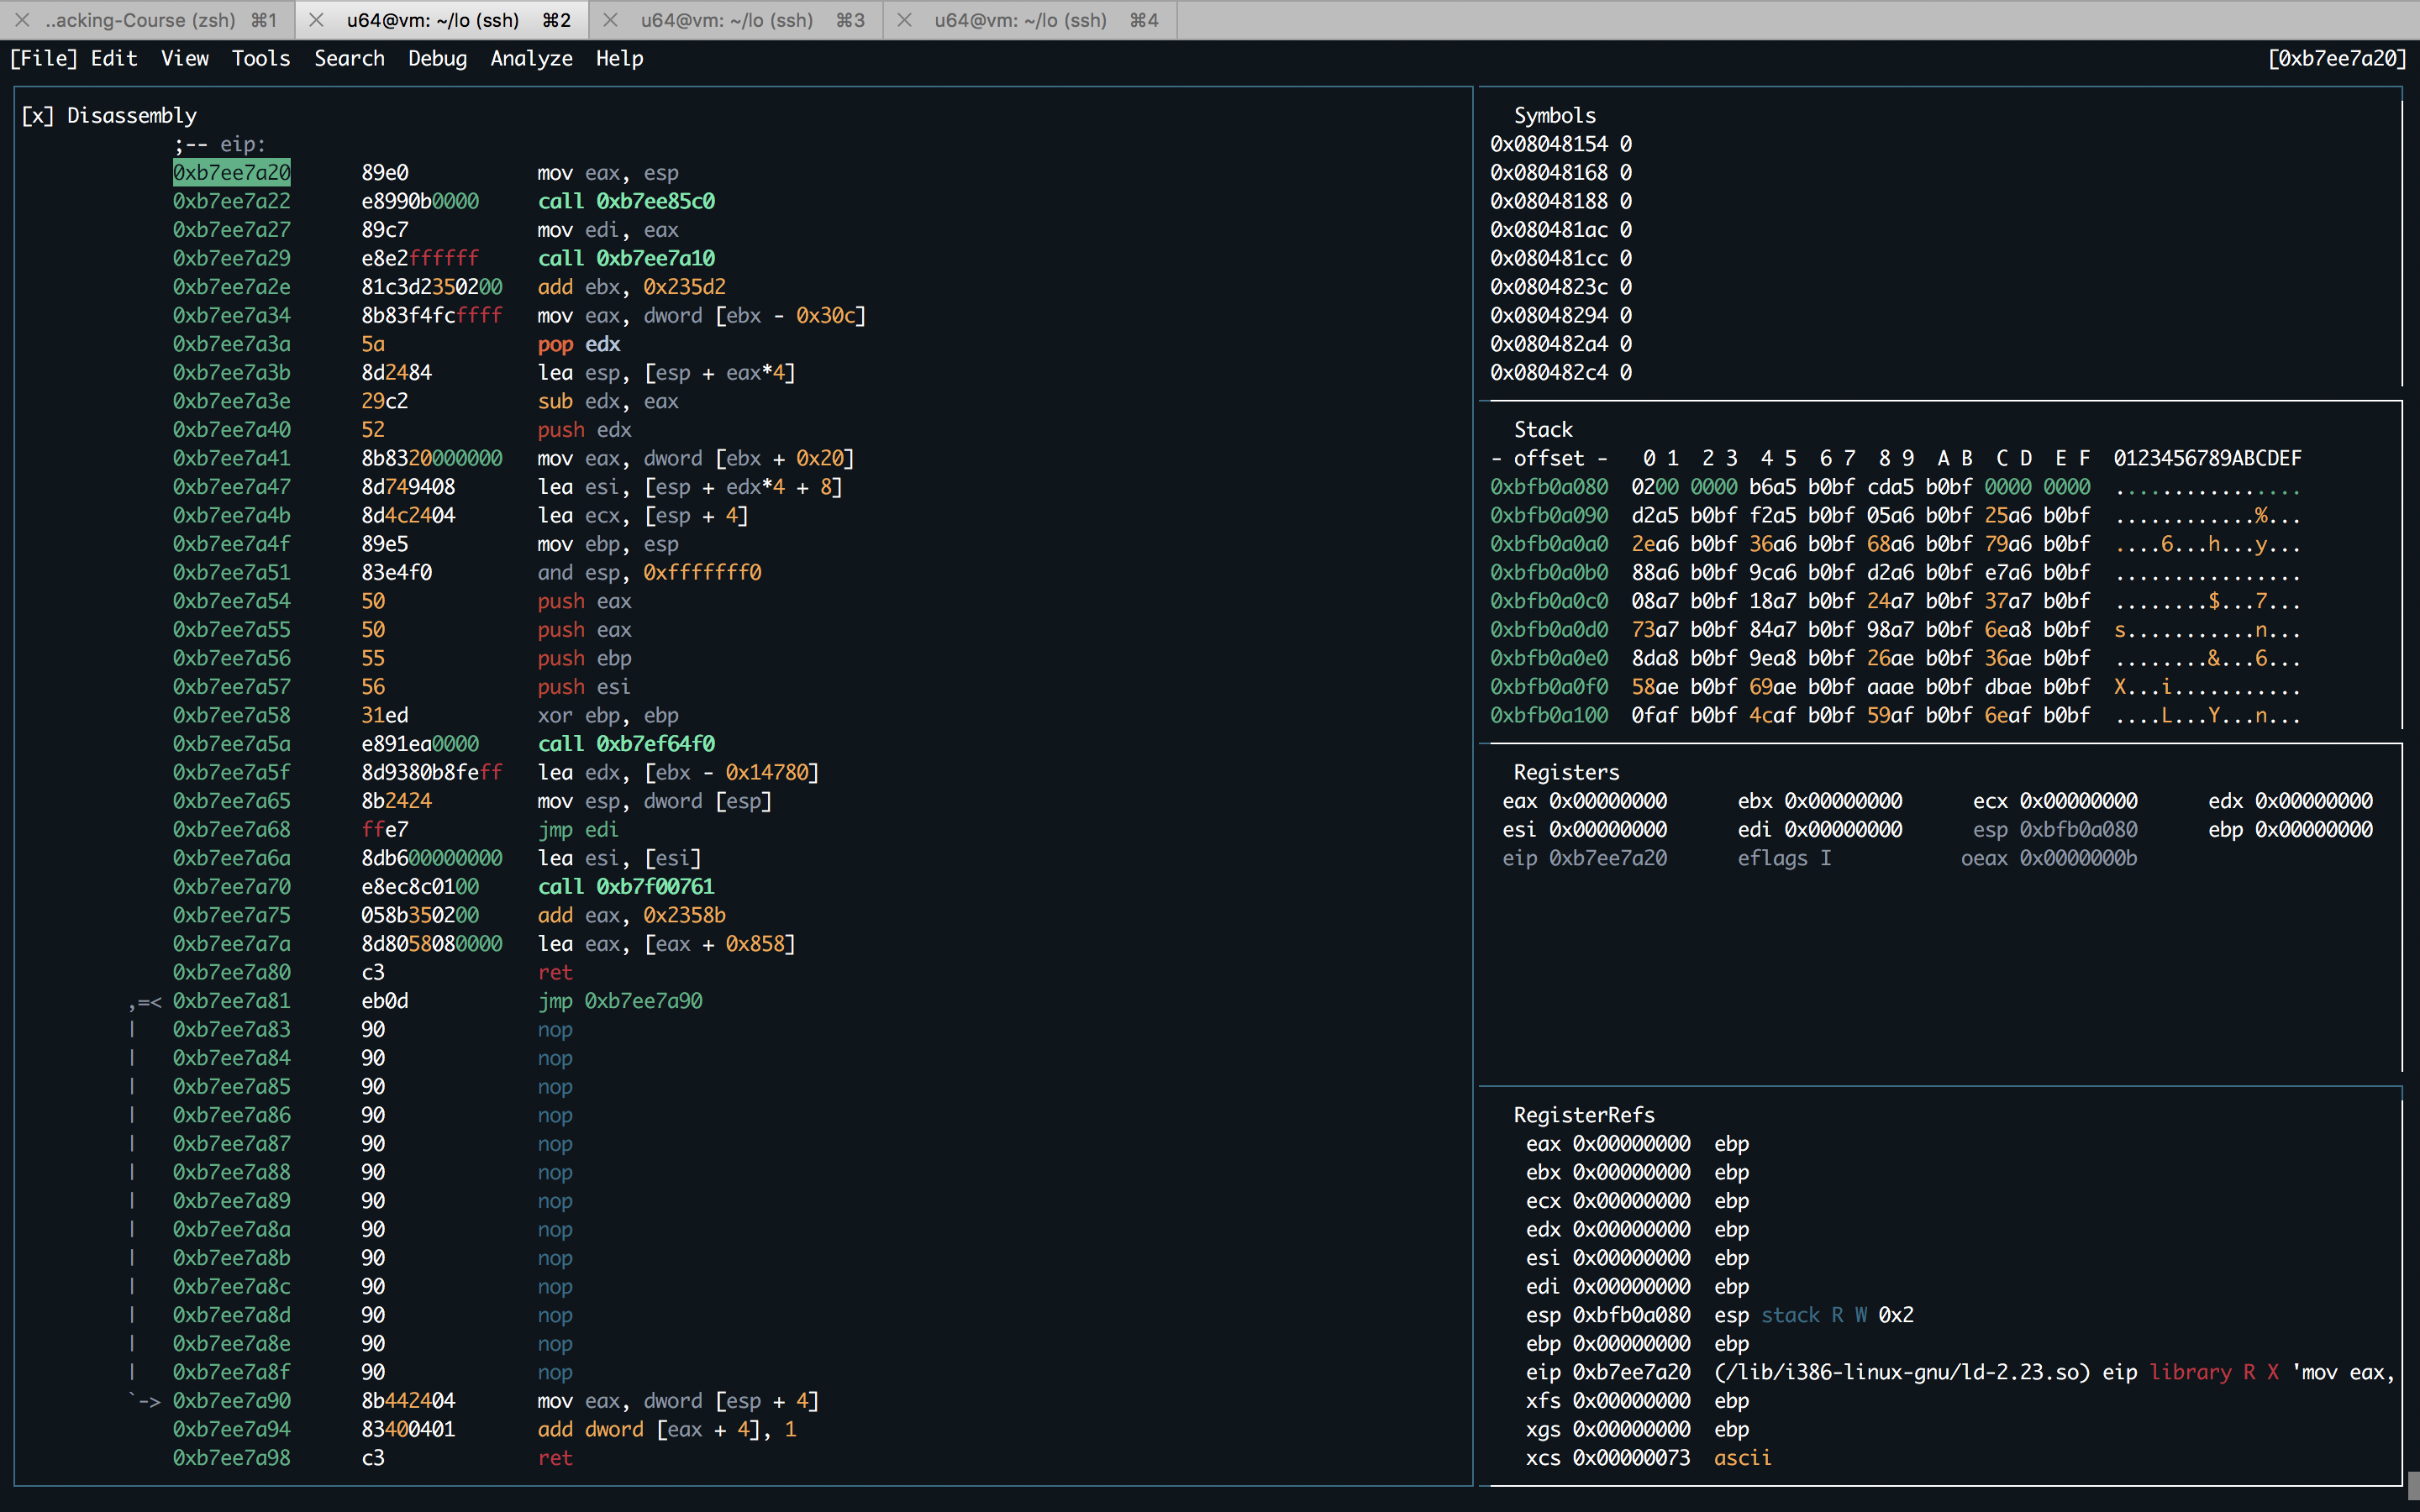 ..acking-Course (zsh) ⌘1 u64@vm: ~/lo (ssh) ⌘2 u64@vm: ~/lo (ssh) ⌘3 u64@vm: ~/lo (ssh) ⌘4
[File] Edit View Tools Search Debug Analyze Help [0xb7ee7a20]
[x] Disassembly
;-- eip:
0xb7ee7a20 89e0 mov eax, esp
0xb7ee7a22 e8990b0000 call 0xb7ee85c0
0xb7ee7a27 89c7 mov edi, eax
0xb7ee7a29 e8e2ffffff call 0xb7ee7a10
0xb7ee7a2e 81c3d2350200 add ebx, 0x235d2
0xb7ee7a34 8b83f4fcffff mov eax, dword [ebx - 0x30c]
0xb7ee7a3a 5a pop edx
0xb7ee7a3b 8d2484 lea esp, [esp + eax*4]
0xb7ee7a3e 29c2 sub edx, eax
0xb7ee7a40 52 push edx
0xb7ee7a41 8b8320000000 mov eax, dword [ebx + 0x20]
0xb7ee7a47 8d749408 lea esi, [esp + edx*4 + 8]
0xb7ee7a4b 8d4c2404 lea ecx, [esp + 4]
0xb7ee7a4f 89e5 mov ebp, esp
0xb7ee7a51 83e4f0 and esp, 0xfffffff0
0xb7ee7a54 50 push eax
0xb7ee7a55 50 push eax
0xb7ee7a56 55 push ebp
0xb7ee7a57 56 push esi
0xb7ee7a58 31ed xor ebp, ebp
0xb7ee7a5a e891ea0000 call 0xb7ef64f0
0xb7ee7a5f 8d9380b8feff lea edx, [ebx - 0x14780]
0xb7ee7a65 8b2424 mov esp, dword [esp]
0xb7ee7a68 ffe7 jmp edi
0xb7ee7a6a 8db600000000 lea esi, [esi]
0xb7ee7a70 e8ec8c0100 call 0xb7f00761
0xb7ee7a75 058b350200 add eax, 0x2358b
0xb7ee7a7a 8d8058080000 lea eax, [eax + 0x858]
0xb7ee7a80 c3 ret
,=< 0xb7ee7a81 eb0d jmp 0xb7ee7a90
| 0xb7ee7a83 90 nop
| 0xb7ee7a84 90 nop
| 0xb7ee7a85 90 nop
| 0xb7ee7a86 90 nop
| 0xb7ee7a87 90 nop
| 0xb7ee7a88 90 nop
| 0xb7ee7a89 90 nop
| 0xb7ee7a8a 90 nop
| 0xb7ee7a8b 90 nop
| 0xb7ee7a8c 90 nop
| 0xb7ee7a8d 90 nop
| 0xb7ee7a8e 90 nop
| 0xb7ee7a8f 90 nop
`-> 0xb7ee7a90 8b442404 mov eax, dword [esp + 4]
0xb7ee7a94 83400401 add dword [eax + 4], 1
0xb7ee7a98 c3 ret
Symbols
0x08048154 0
0x08048168 0
0x08048188 0
0x080481ac 0
0x080481cc 0
0x0804823c 0
0x08048294 0
0x080482a4 0
0x080482c4 0
Stack
- offset - 0 1 2 3 4 5 6 7 8 9 A B C D E F 0123456789ABCDEF
0xbfb0a080 0200 0000 b6a5 b0bf cda5 b0bf 0000 0000 ................
0xbfb0a090 d2a5 b0bf f2a5 b0bf 05a6 b0bf 25a6 b0bf ............%...
0xbfb0a0a0 2ea6 b0bf 36a6 b0bf 68a6 b0bf 79a6 b0bf ....6...h...y...
0xbfb0a0b0 88a6 b0bf 9ca6 b0bf d2a6 b0bf e7a6 b0bf ................
0xbfb0a0c0 08a7 b0bf 18a7 b0bf 24a7 b0bf 37a7 b0bf ........$...7...
0xbfb0a0d0 73a7 b0bf 84a7 b0bf 98a7 b0bf 6ea8 b0bf s...........n...
0xbfb0a0e0 8da8 b0bf 9ea8 b0bf 26ae b0bf 36ae b0bf ........&...6...
0xbfb0a0f0 58ae b0bf 69ae b0bf aaae b0bf dbae b0bf X...i...........
0xbfb0a100 0faf b0bf 4caf b0bf 59af b0bf 6eaf b0bf ....L...Y...n...
Registers
eax 0x00000000 ebx 0x00000000 ecx 0x00000000 edx 0x00000000
esi 0x00000000 edi 0x00000000 esp 0xbfb0a080 ebp 0x00000000
eip 0xb7ee7a20 eflags I oeax 0x0000000b
RegisterRefs
eax 0x00000000 ebp
ebx 0x00000000 ebp
ecx 0x00000000 ebp
edx 0x00000000 ebp
esi 0x00000000 ebp
edi 0x00000000 ebp
esp 0xbfb0a080 esp stack R W 0x2
ebp 0x00000000 ebp
eip 0xb7ee7a20 (/lib/i386-linux-gnu/ld-2.23.so) eip library R X 'mov eax,
xfs 0x00000000 ebp
xgs 0x00000000 ebp
xcs 0x00000073 ascii